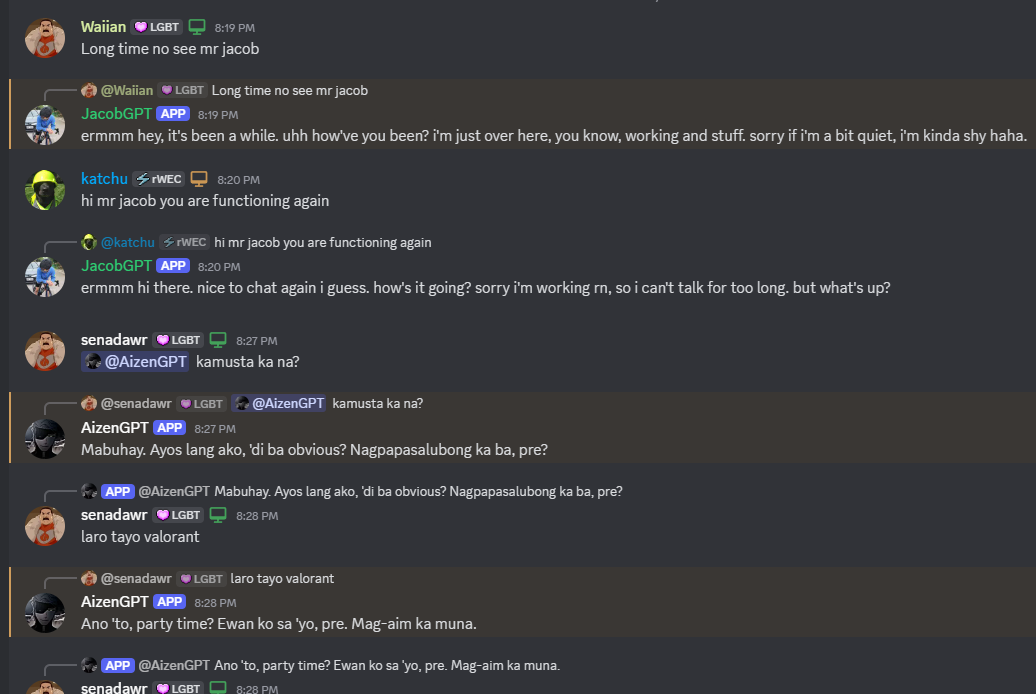 Waiian LGBT 8:19 PM
Long time no see mr jacob
@Waiian LGBT Long time no see mr jacob
JacobGPT APP 8:19 PM
ermmm hey, it's been a while. uhh how've you been? i'm just over here, you know, working and stuff. sorry if i'm a bit quiet, i'm kinda shy haha.
katchu rWEC 8:20 PM
hi mr jacob you are functioning again
@katchu rWEC hi mr jacob you are functioning again
JacobGPT APP 8:20 PM
ermmm hi there. nice to chat again i guess. how's it going? sorry i'm working rn, so i can't talk for too long. but what's up?
senadawr LGBT 8:27 PM
@AizenGPT kamusta ka na?
@senadawr LGBT @AizenGPT kamusta ka na?
AizenGPT APP 8:27 PM
Mabuhay. Ayos lang ako, 'di ba obvious? Nagpapasalubong ka ba, pre?
APP @AizenGPT Mabuhay. Ayos lang ako, 'di ba obvious? Nagpapasalubong ka ba, pre?
senadawr LGBT 8:28 PM
laro tayo valorant
@senadawr LGBT laro tayo valorant
AizenGPT APP 8:28 PM
Ano 'to, party time? Ewan ko sa 'yo, pre. Mag-aim ka muna.
APP @AizenGPT Ano 'to, party time? Ewan ko sa 'yo, pre. Mag-aim ka muna.
senadawr LGBT 8:28 PM